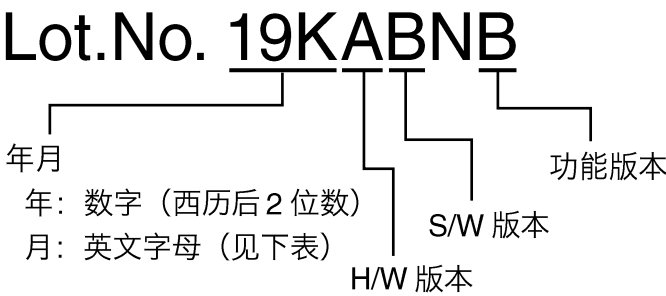 Lot.No. 19KABNB
年月
年：数字（西历后2位数）
月：英文字母（见下表）
功能版本
S/W 版本
H/W 版本